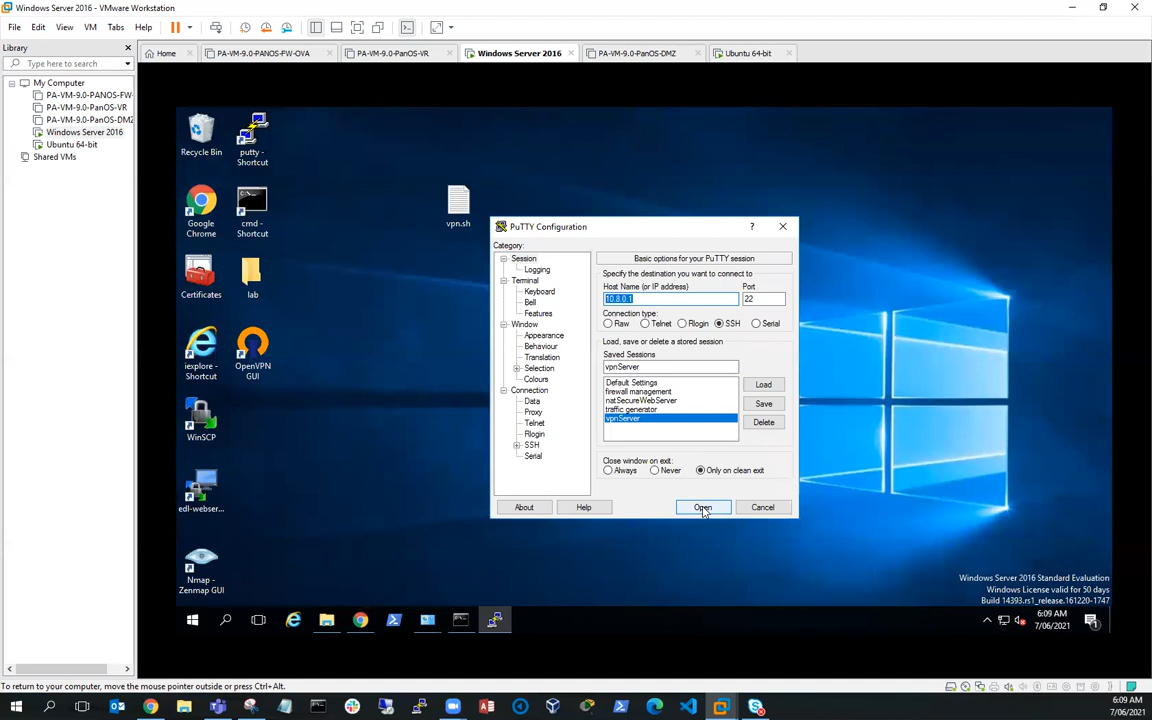 Windows Server 2016 - VMware Workstation
File Edit View VM Tabs Help
Library
Type here to search
My Computer
PA-VM-9.0-PANOS-FW-
PA-VM-9.0-PanOS-VR
PA-VM-9.0-PanOS-DMZ
Windows Server 2016
Ubuntu 64-bit
Shared VMs
Home PA-VM-9.0-PANOS-FW-OVA PA-VM-9.0-PanOS-VR Windows Server 2016 PA-VM-9.0-PanOS-DMZ Ubuntu 64-bit
Recycle Bin
putty - Shortcut
Google Chrome
cmd - Shortcut
vpn.sh
Certificates
lab
iexplore - Shortcut
OpenVPN GUI
WinSCP
edl-webser...
Nmap - Zenmap GUI
PuTTY Configuration
Category:
Session
Logging
Terminal
Keyboard
Bell
Features
Window
Appearance
Behaviour
Translation
Selection
Colours
Connection
Data
Proxy
Telnet
Rlogin
SSH
Serial
Basic options for your PuTTY session
Specify the destination you want to connect to
Host Name (or IP address) Port
10.8.0.1 22
Connection type:
Raw Telnet Rlogin SSH Serial
Load, save or delete a stored session
Saved Sessions
vpnServer
Default Settings
firewall management
natSecureWebServer
traffic generator
vpnServer
Load
Save
Delete
Close window on exit:
Always Never Only on clean exit
About Help Open Cancel
Windows Server 2016 Standard Evaluation
Windows License valid for 50 days
Build 14393.rs1_release.161220-1747
6:09 AM
7/06/2021
To return to your computer, move the mouse pointer outside or press Ctrl+Alt.
6:09 AM
7/06/2021